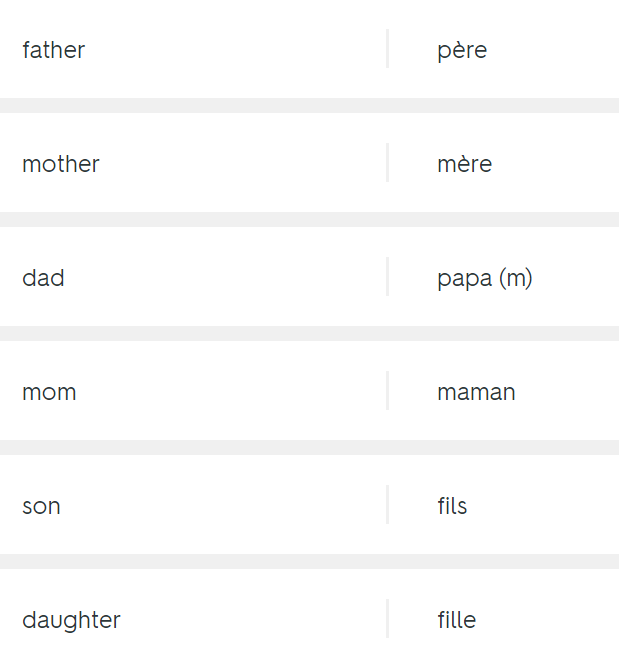 father père
mother mère
dad papa (m)
mom maman
son fils
daughter fille